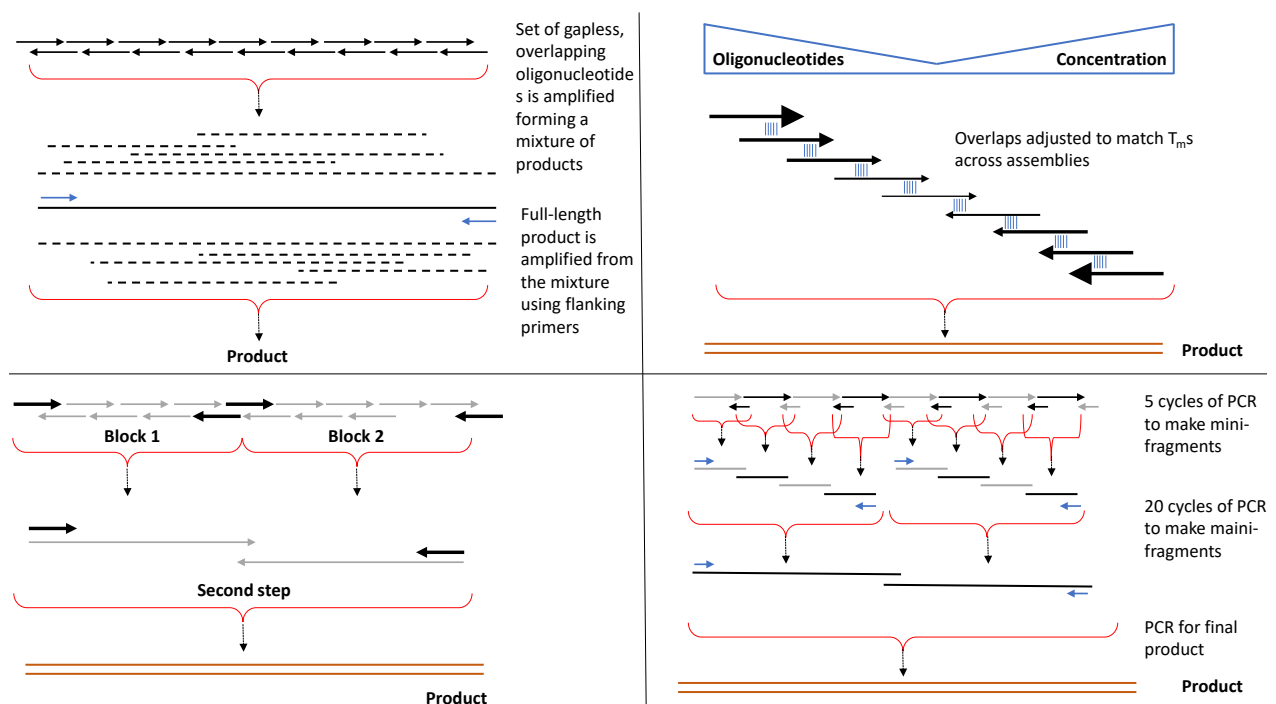 Set of gapless,
overlapping
oligonucleotide
s is amplified
forming a
mixture of
products
Full-length
product is
amplified from
the mixture
using flanking
primers
Product
Oligonucleotides
Concentration
Overlaps adjusted to match Tms
across assemblies
Product
Block 1
Block 2
Second step
Product
5 cycles of PCR
to make mini-
fragments
20 cycles of PCR
to make maini-
fragments
PCR for final
product
Product